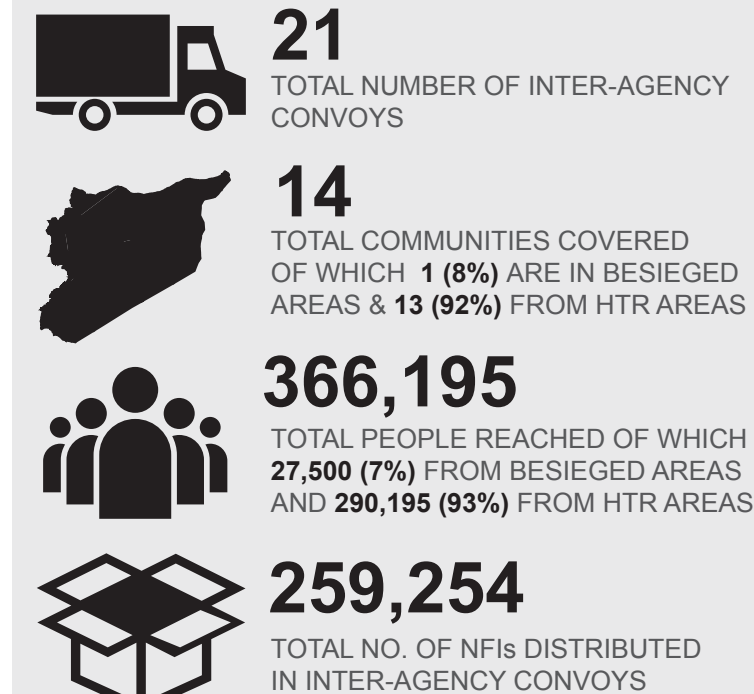 21
TOTAL NUMBER OF INTER-AGENCY
CONVOYS
14
TOTAL COMMUNITIES COVERED
OF WHICH 1 (8%) ARE IN BESIEGED
AREAS & 13 (92%) FROM HTR AREAS
366,195
TOTAL PEOPLE REACHED OF WHICH
27,500 (7%) FROM BESIEGED AREAS
AND 290,195 (93%) FROM HTR AREAS
259,254
TOTAL NO. OF NFIs DISTRIBUTED
IN INTER-AGENCY CONVOYS